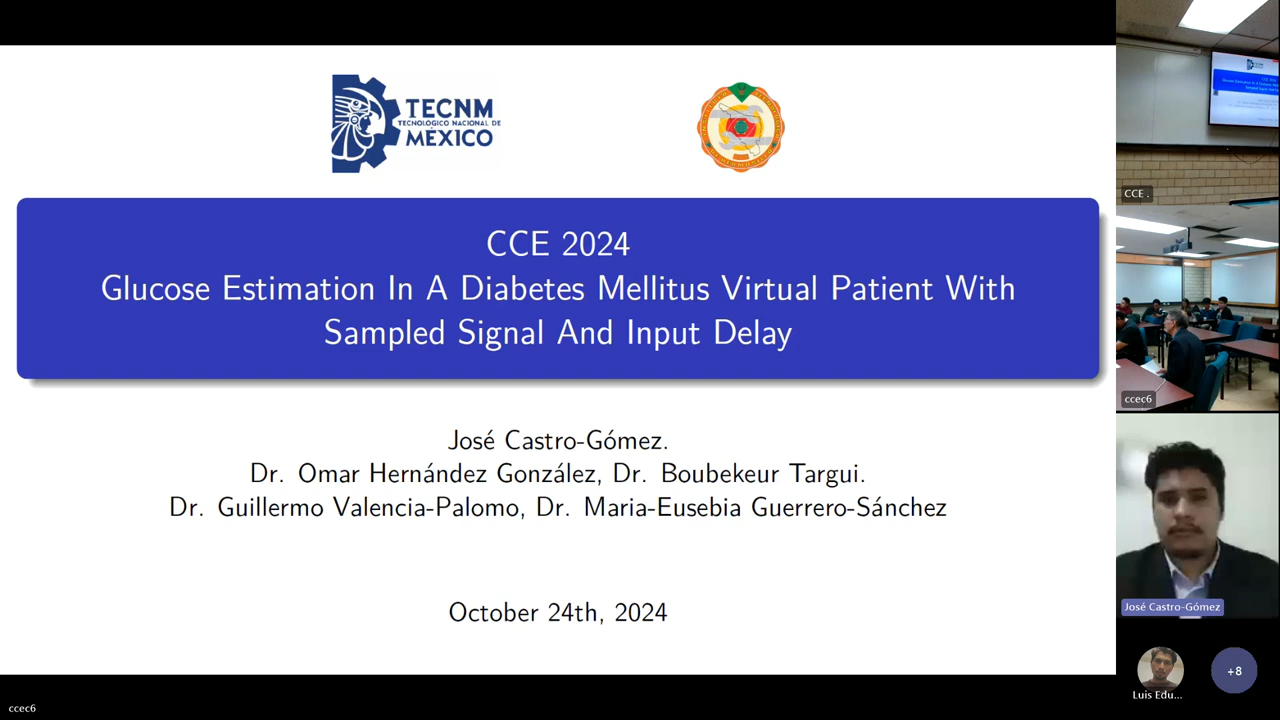 TECNM
TECNOLÓGICO NACIONAL DE
MÉXICO
CCE 2024
Glucose Estimation In A Diabetes Mellitus Virtual Patient With
Sampled Signal And Input Delay
José Castro-Gómez.
Dr. Omar Hernández González, Dr. Boubekeur Targui.
Dr. Guillermo Valencia-Palomo, Dr. Maria-Eusebia Guerrero-Sánchez
October 24th, 2024
CCE .
ccec6
José Castro-Gómez
Luis Edu...
+8
ccec6